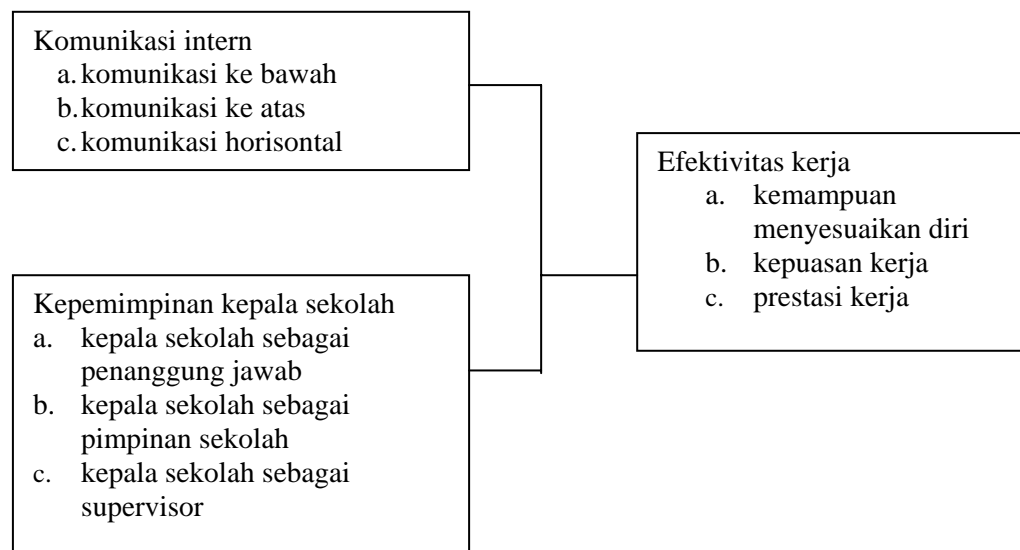 Komunikasi intern
a. komunikasi ke bawah
b. komunikasi ke atas
c. komunikasi horisontal
Kepemimpinan kepala sekolah
a. kepala sekolah sebagai
penanggung jawab
b. kepala sekolah sebagai
pimpinan sekolah
c. kepala sekolah sebagai
supervisor
Efektivitas kerja
a. kemampuan
menyesuaikan diri
b. kepuasan kerja
c. prestasi kerja